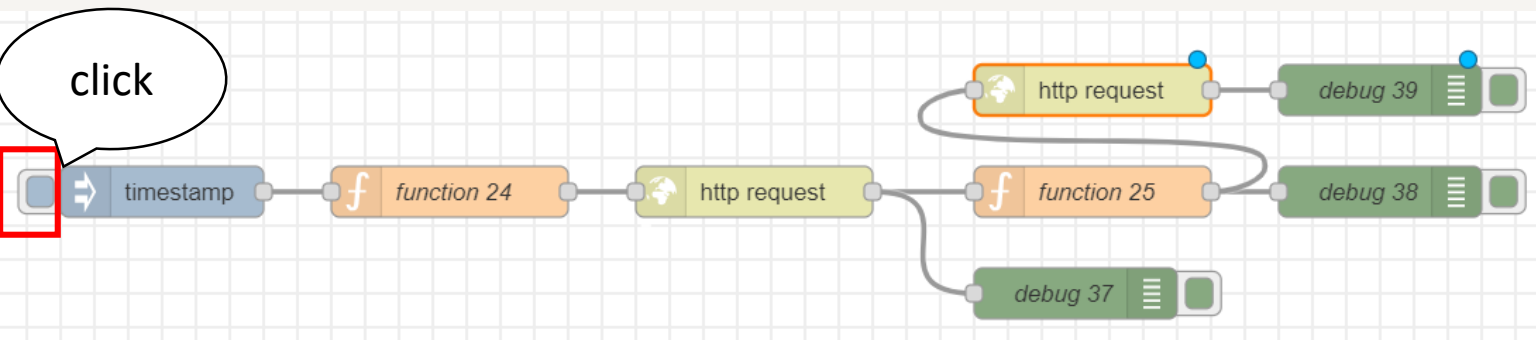 click
http request
debug 39
timestamp
function 24
http request
function 25
debug 38
debug 37